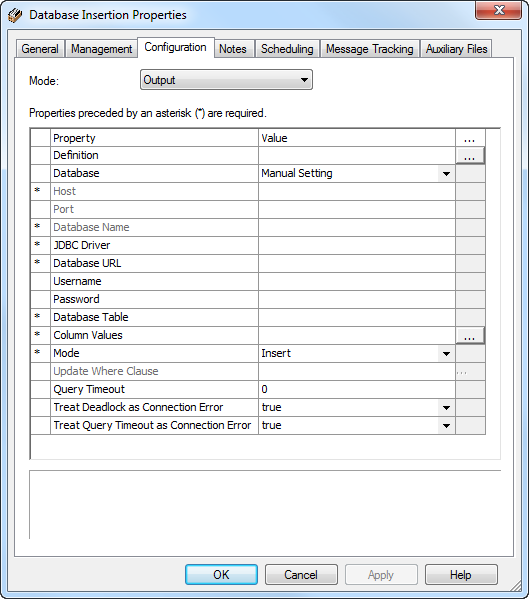 Database Insertion Properties
General Management Configuration Notes Scheduling Message Tracking Auxiliary Files
Mode: Output
Properties preceded by an asterisk (*) are required.
Property Value ...
Definition ...
Database Manual Setting
* Host
Port
* Database Name
* JDBC Driver
* Database URL
Username
Password
* Database Table
* Column Values ...
* Mode Insert
Update Where Clause ...
Query Timeout 0
Treat Deadlock as Connection Error true
Treat Query Timeout as Connection Error true
OK Cancel Apply Help